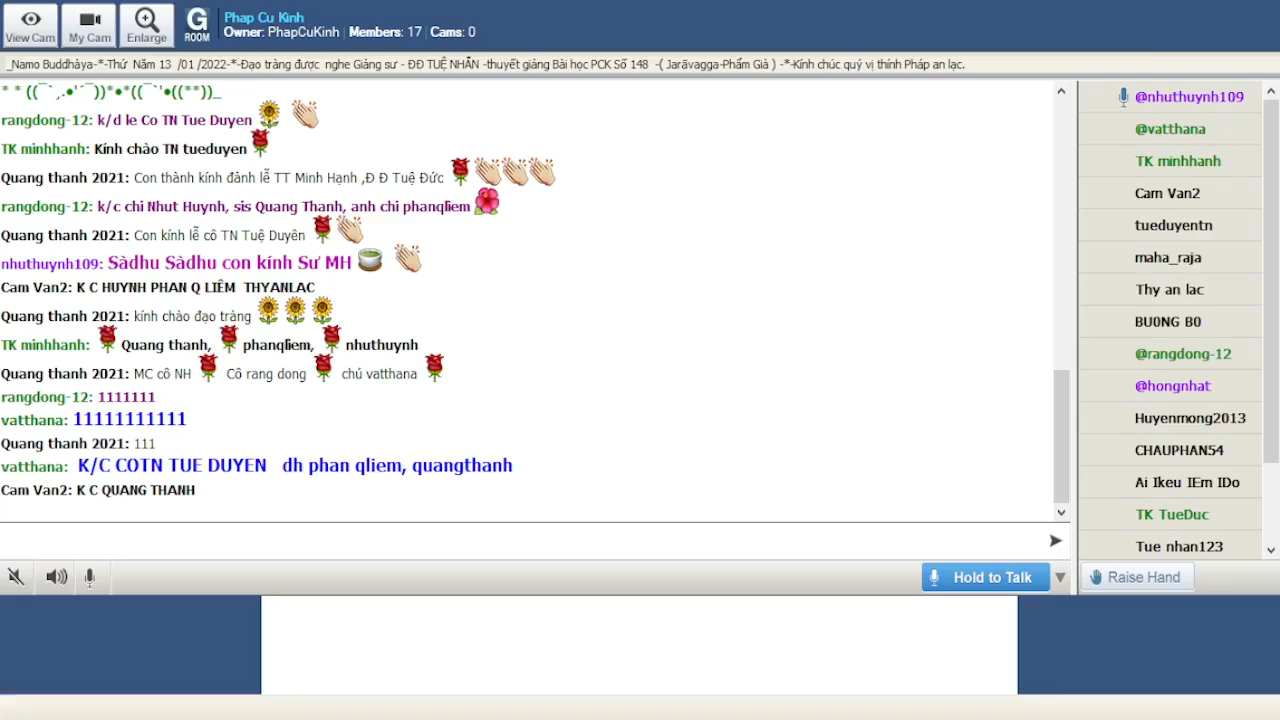 View Cam
My Cam
Enlarge
G
ROOM
Phap Cu Kinh
Owner: PhapCuKinh Members: 17 Cams: 0
_Namo Buddhàya-*-Thứ Năm 13 /01 /2022-*-Đạo tràng được nghe Giảng sư - ĐĐ TUỆ NHẪN -thuyết giảng Bài học PCK Số 148 -( Jarāvagga-Phẩm Già ) -*-Kính chúc quý vị thính Pháp an lạc.
* * ((¯`¸.•'´¯))*•*((¯`'•((**))_
rangdong-12: k/d le Co TN Tue Duyen
TK minhhanh: Kính chào TN tueduyen
Quang thanh 2021: Con thành kính đảnh lễ TT Minh Hạnh ,Đ Đ Tuệ Đức
rangdong-12: k/c chi Nhut Huynh, sis Quang Thanh, anh chi phanqliem
Quang thanh 2021: Con kính lễ cô TN Tuệ Duyên
nhuthuynh109: Sàdhu Sàdhu con kính Sư MH
Cam Van2: K C HUYNH PHAN Q LIÊM THYANLAC
Quang thanh 2021: kính chào đạo tràng
TK minhhanh: Quang thanh, phanqliem, nhuthuynh
Quang thanh 2021: MC cô NH Cô rang dong chú vatthana
rangdong-12: 1111111
vatthana: 11111111111
Quang thanh 2021: 111
vatthana: K/C COTN TUE DUYEN dh phan qliem, quangthanh
Cam Van2: K C QUANG THANH
@nhuthuynh109
@vatthana
TK minhhanh
Cam Van2
tueduyentn
maha_raja
Thy an lac
BU0NG B0
@rangdong-12
@hongnhat
Huyenmong2013
CHAUPHAN54
Ai Ikeu IEm IDo
TK TueDuc
Tue nhan123
Hold to Talk
Raise Hand